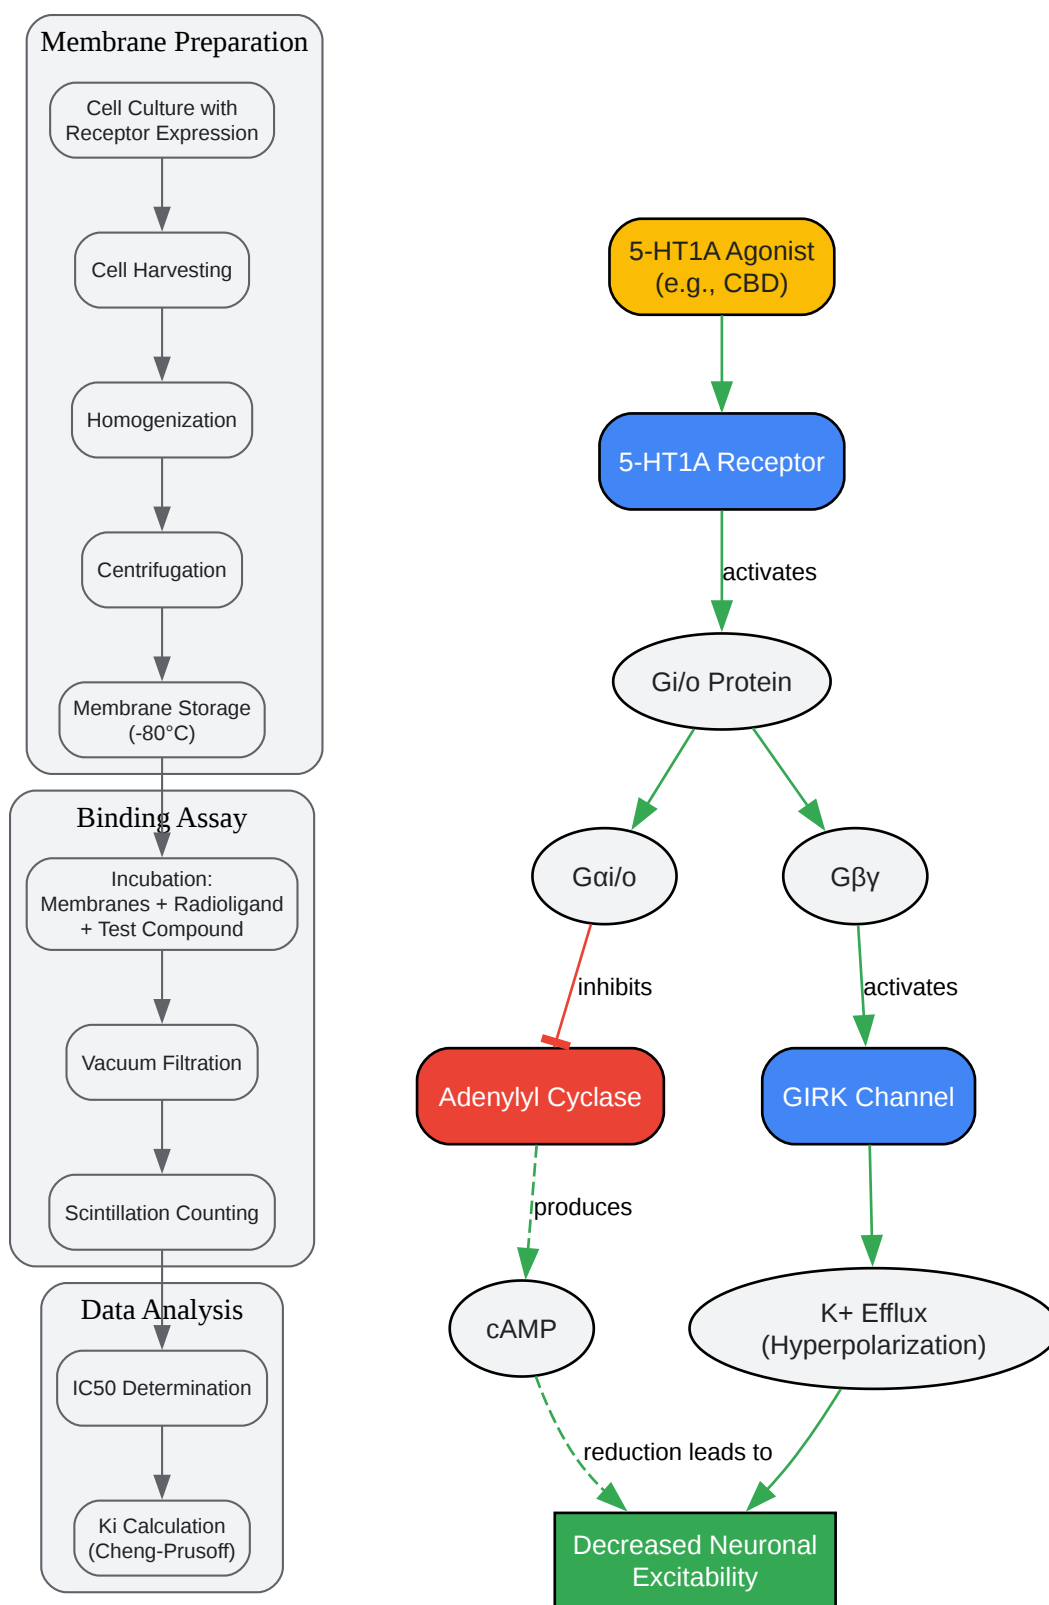 Membrane Preparation
Cell Culture with
Receptor Expression
Cell Harvesting
Homogenization
Centrifugation
Membrane Storage
(-80°C)
Binding Assay
Incubation:
Membranes + Radioligand
+ Test Compound
Vacuum Filtration
Scintillation Counting
Data Analysis
IC50 Determination
Ki Calculation
(Cheng-Prusoff)
5-HT1A Agonist
(e.g., CBD)
5-HT1A Receptor
activates
Gi/o Protein
Gαi/o
Gβγ
inhibits
activates
Adenylyl Cyclase
GIRK Channel
produces
cAMP
K+ Efflux
(Hyperpolarization)
reduction leads to
Decreased Neuronal
Excitability